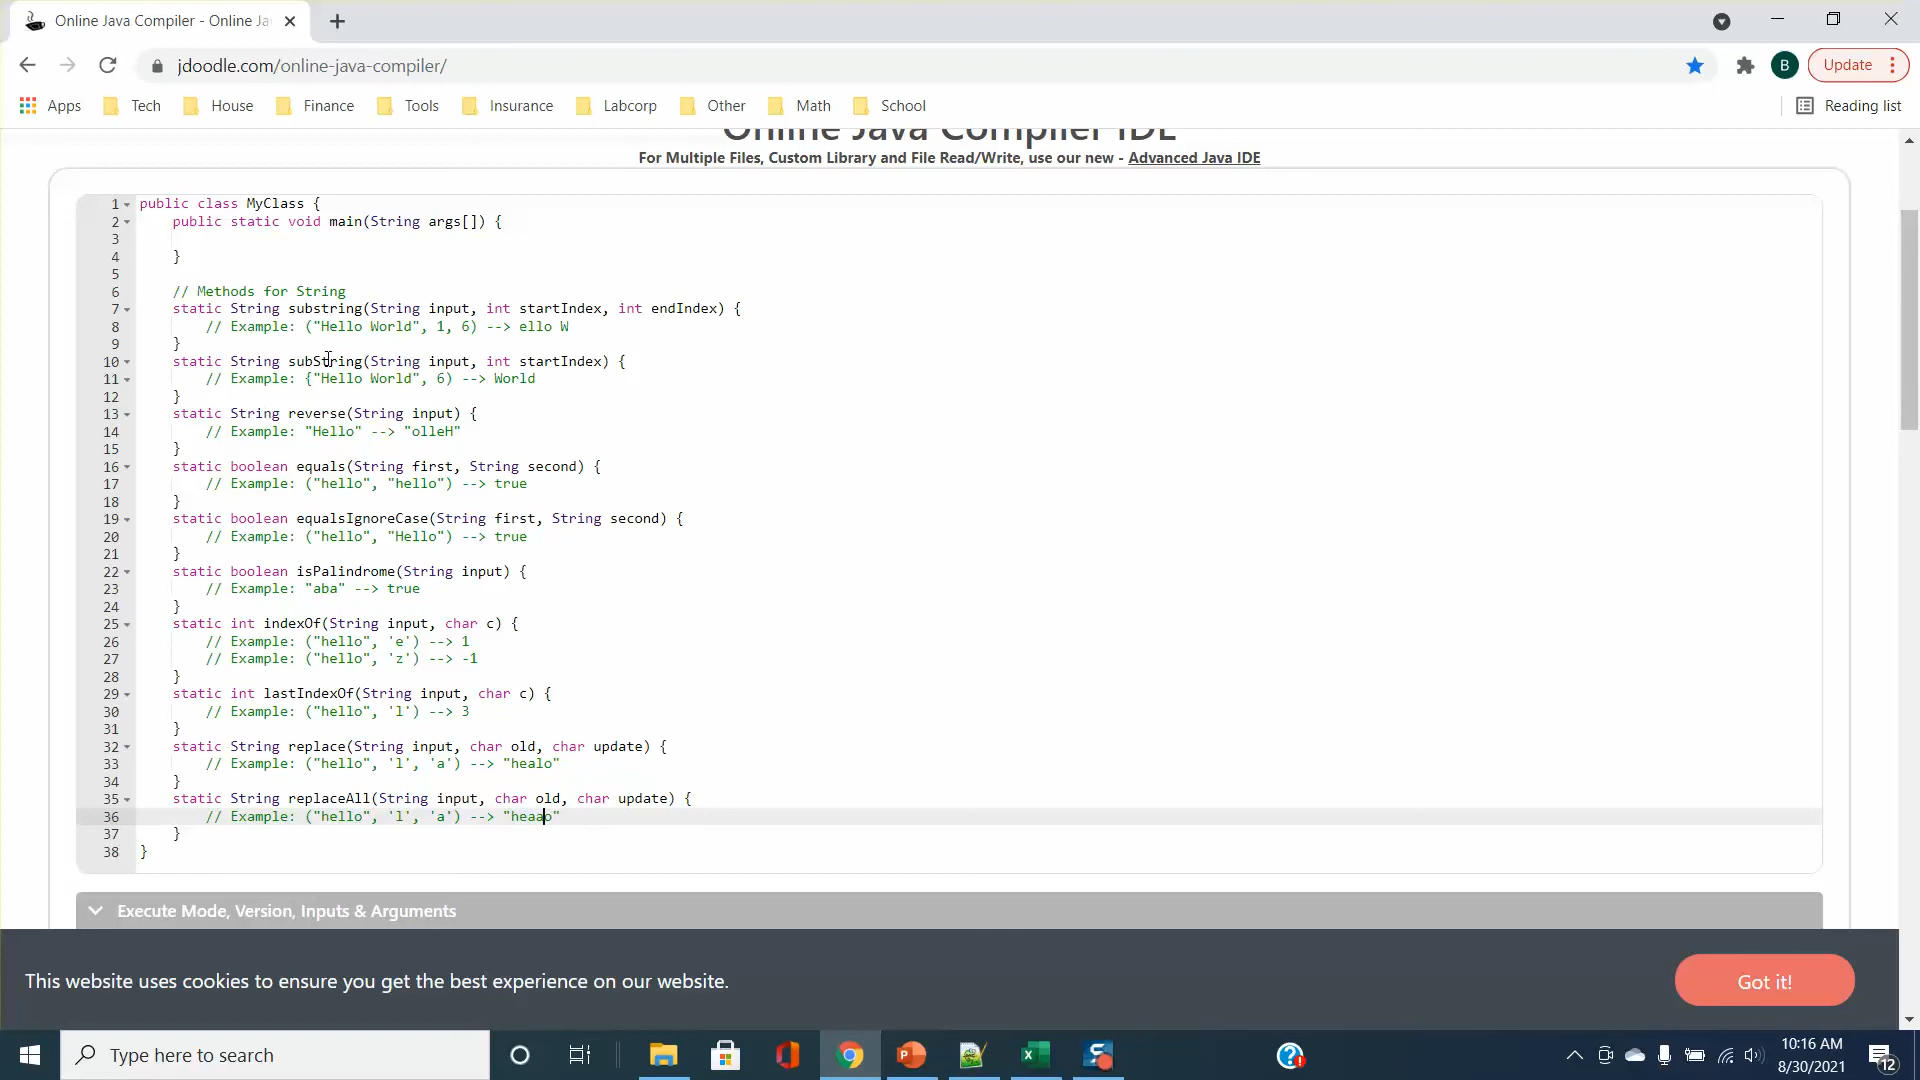 Online Java Compiler - Online Ja
jdoodle.com/online-java-compiler/
B
Update
Apps
Tech
House
Finance
Tools
Insurance
Labcorp
Other
Math
School
Reading list
Online Java Compiler IDE
For Multiple Files, Custom Library and File Read/Write, use our new - Advanced Java IDE
1 public class MyClass {
2 public static void main(String args[]) {
3
4 }
5
6 // Methods for String
7 static String substring(String input, int startIndex, int endIndex) {
8 // Example: ("Hello World", 1, 6) --> ello W
9 }
10 static String subString(String input, int startIndex) {
11 // Example: {"Hello World", 6) --> World
12 }
13 static String reverse(String input) {
14 // Example: "Hello" --> "olleH"
15 }
16 static boolean equals(String first, String second) {
17 // Example: ("hello", "hello") --> true
18 }
19 static boolean equalsIgnoreCase(String first, String second) {
20 // Example: ("hello", "Hello") --> true
21 }
22 static boolean isPalindrome(String input) {
23 // Example: "aba" --> true
24 }
25 static int indexOf(String input, char c) {
26 // Example: ("hello", 'e') --> 1
27 // Example: ("hello", 'z') --> -1
28 }
29 static int lastIndexOf(String input, char c) {
30 // Example: ("hello", 'l') --> 3
31 }
32 static String replace(String input, char old, char update) {
33 // Example: ("hello", 'l', 'a') --> "healo"
34 }
35 static String replaceAll(String input, char old, char update) {
36 // Example: ("hello", 'l', 'a') --> "heaao"
37 }
38 }
Execute Mode, Version, Inputs & Arguments
This website uses cookies to ensure you get the best experience on our website.
Got it!
Type here to search
10:16 AM
8/30/2021
12